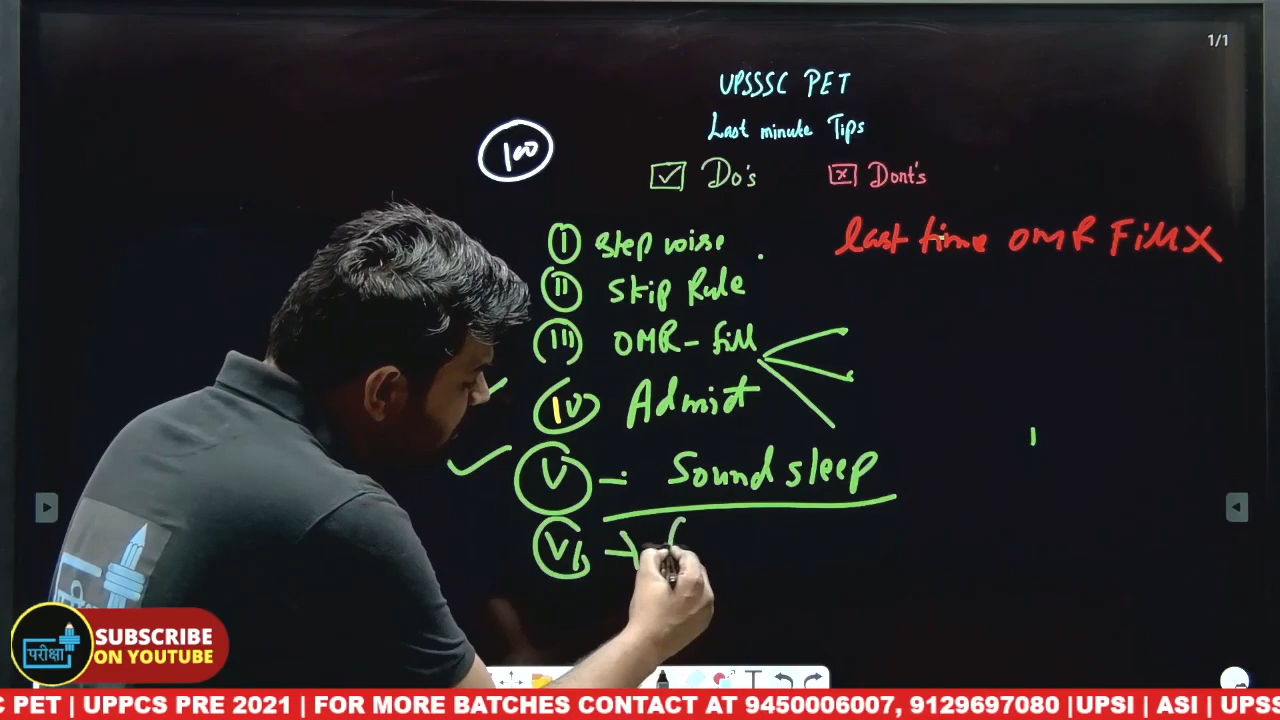 1/1
UPSSSC PET
Last minute Tips
100
Do's
Dont's
I step wise
last time OMR Fill X
II Skip Rule
III OMR - fill
IV Admit
V - Sound sleep
VI
परीक्षा
SUBSCRIBE
ON YOUTUBE
C PET | UPPCS PRE 2021 | FOR MORE BATCHES CONTACT AT 9450006007, 9129697080 |UPSI | ASI | UPSS